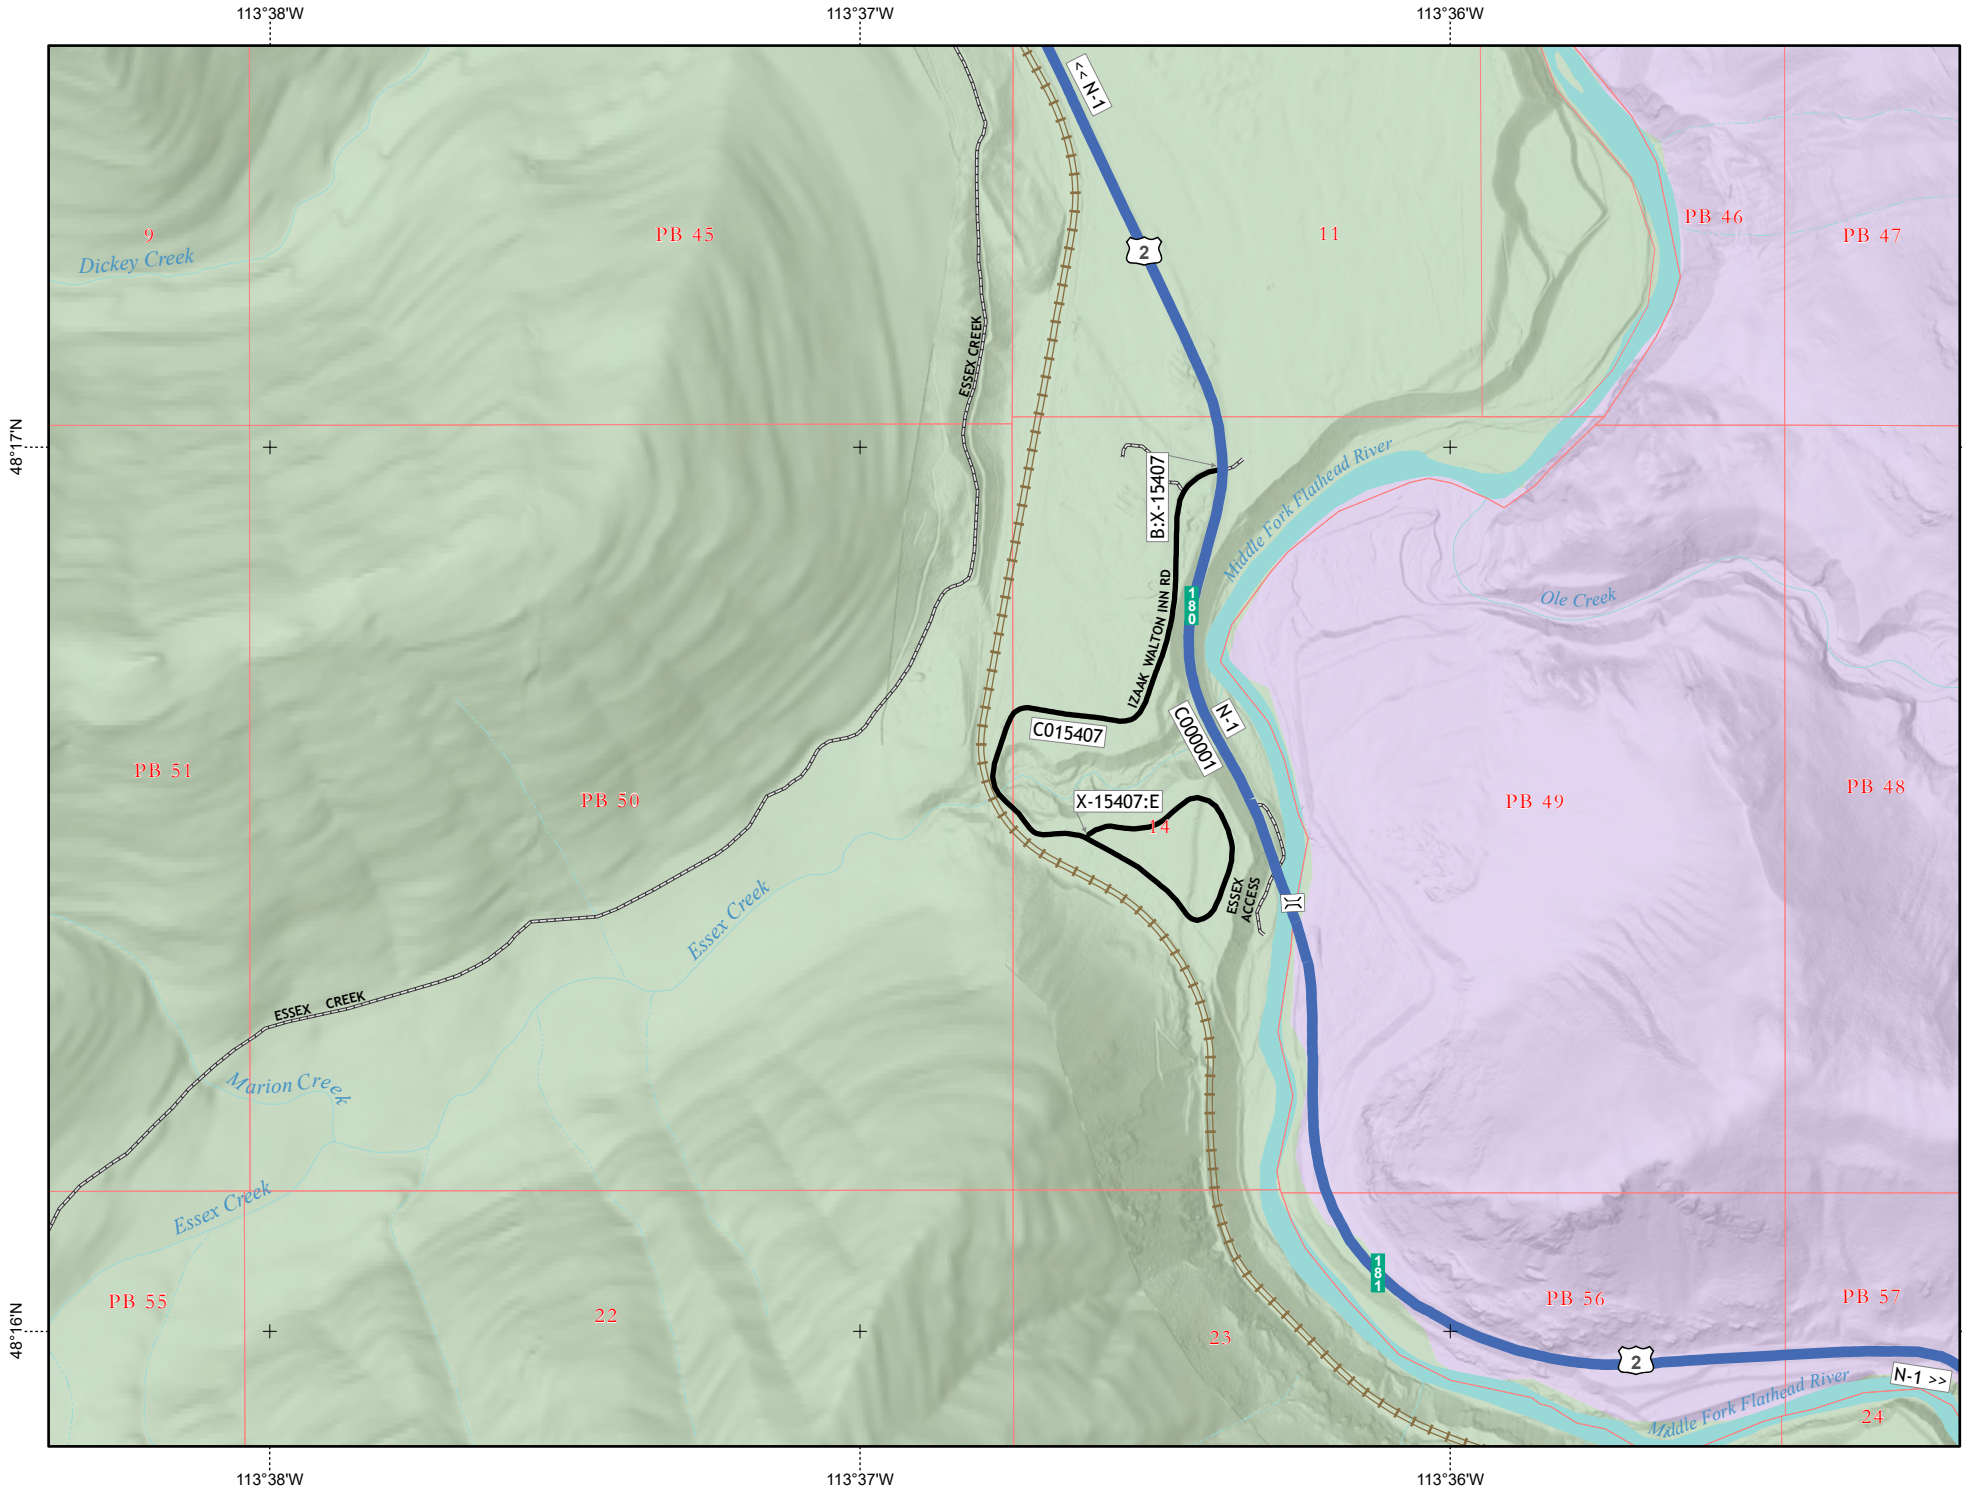 113°38'W
113°37'W
113°36'W
<< N-1
2
9
PB 45
11
PB 46
PB 47
Dickey Creek
ESSEX CREEK
48°17'N
B:X-15407
Middle Fork Flathead River
IZAAK WALTON INN RD
180
Ole Creek
C015407
N-1
C000001
PB 51
PB 50
X-15407:E
14
PB 49
PB 48
Essex Creek
ESSEX
ACCESS
ESSEX CREEK
Marion Creek
Essex Creek
PB 55
22
23
181
PB 56
PB 57
48°16'N
2
N-1 >>
Middle Fork Flathead River
24
113°38'W
113°37'W
113°36'W